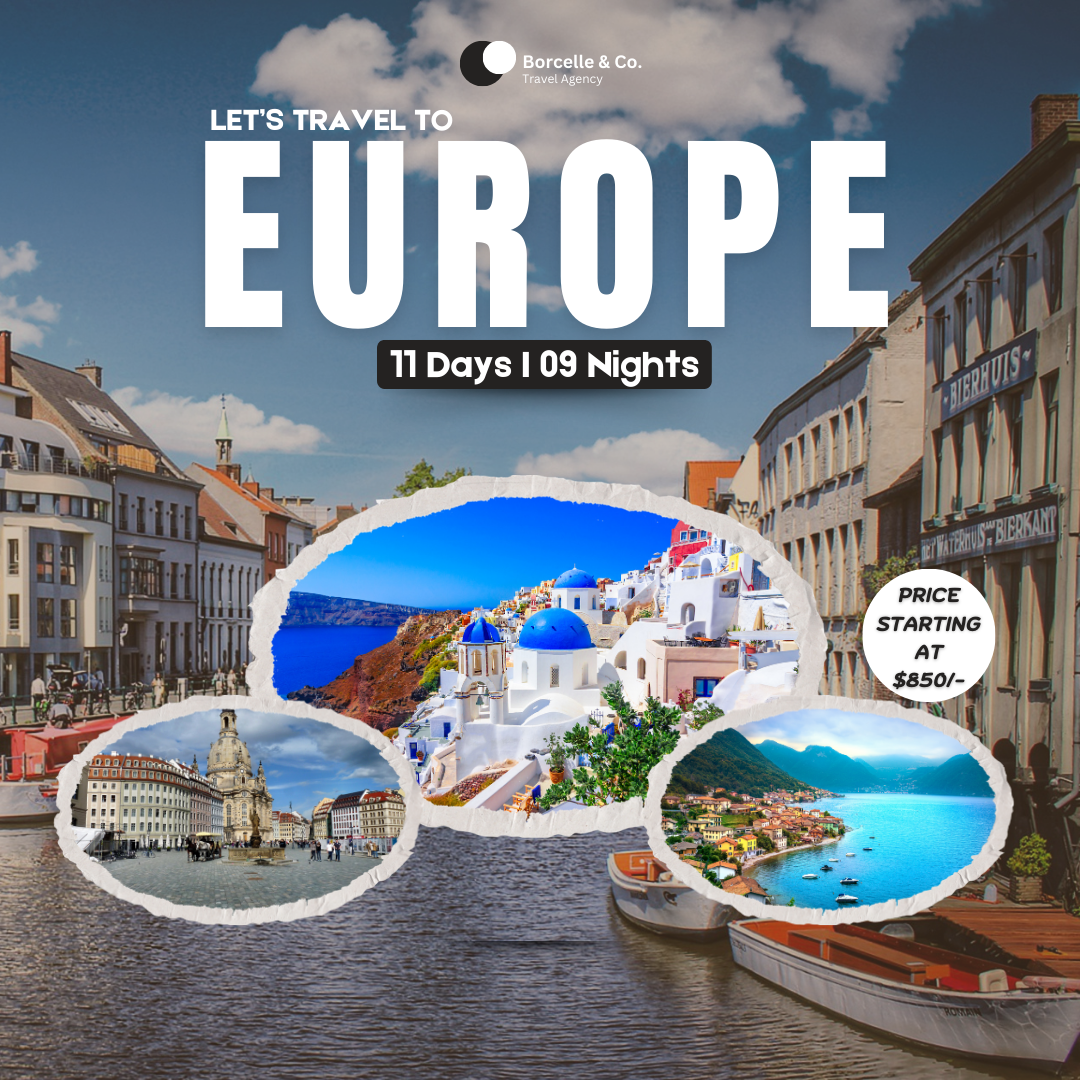 Borcelle & Co.
Travel Agency
LET'S TRAVEL TO
EUROPE
11 Days I 09 Nights
BIERHUIS
HET WATERHUIS AAN DE BIERKANT
PRICE
STARTING
AT
$850/-
ROMAIN